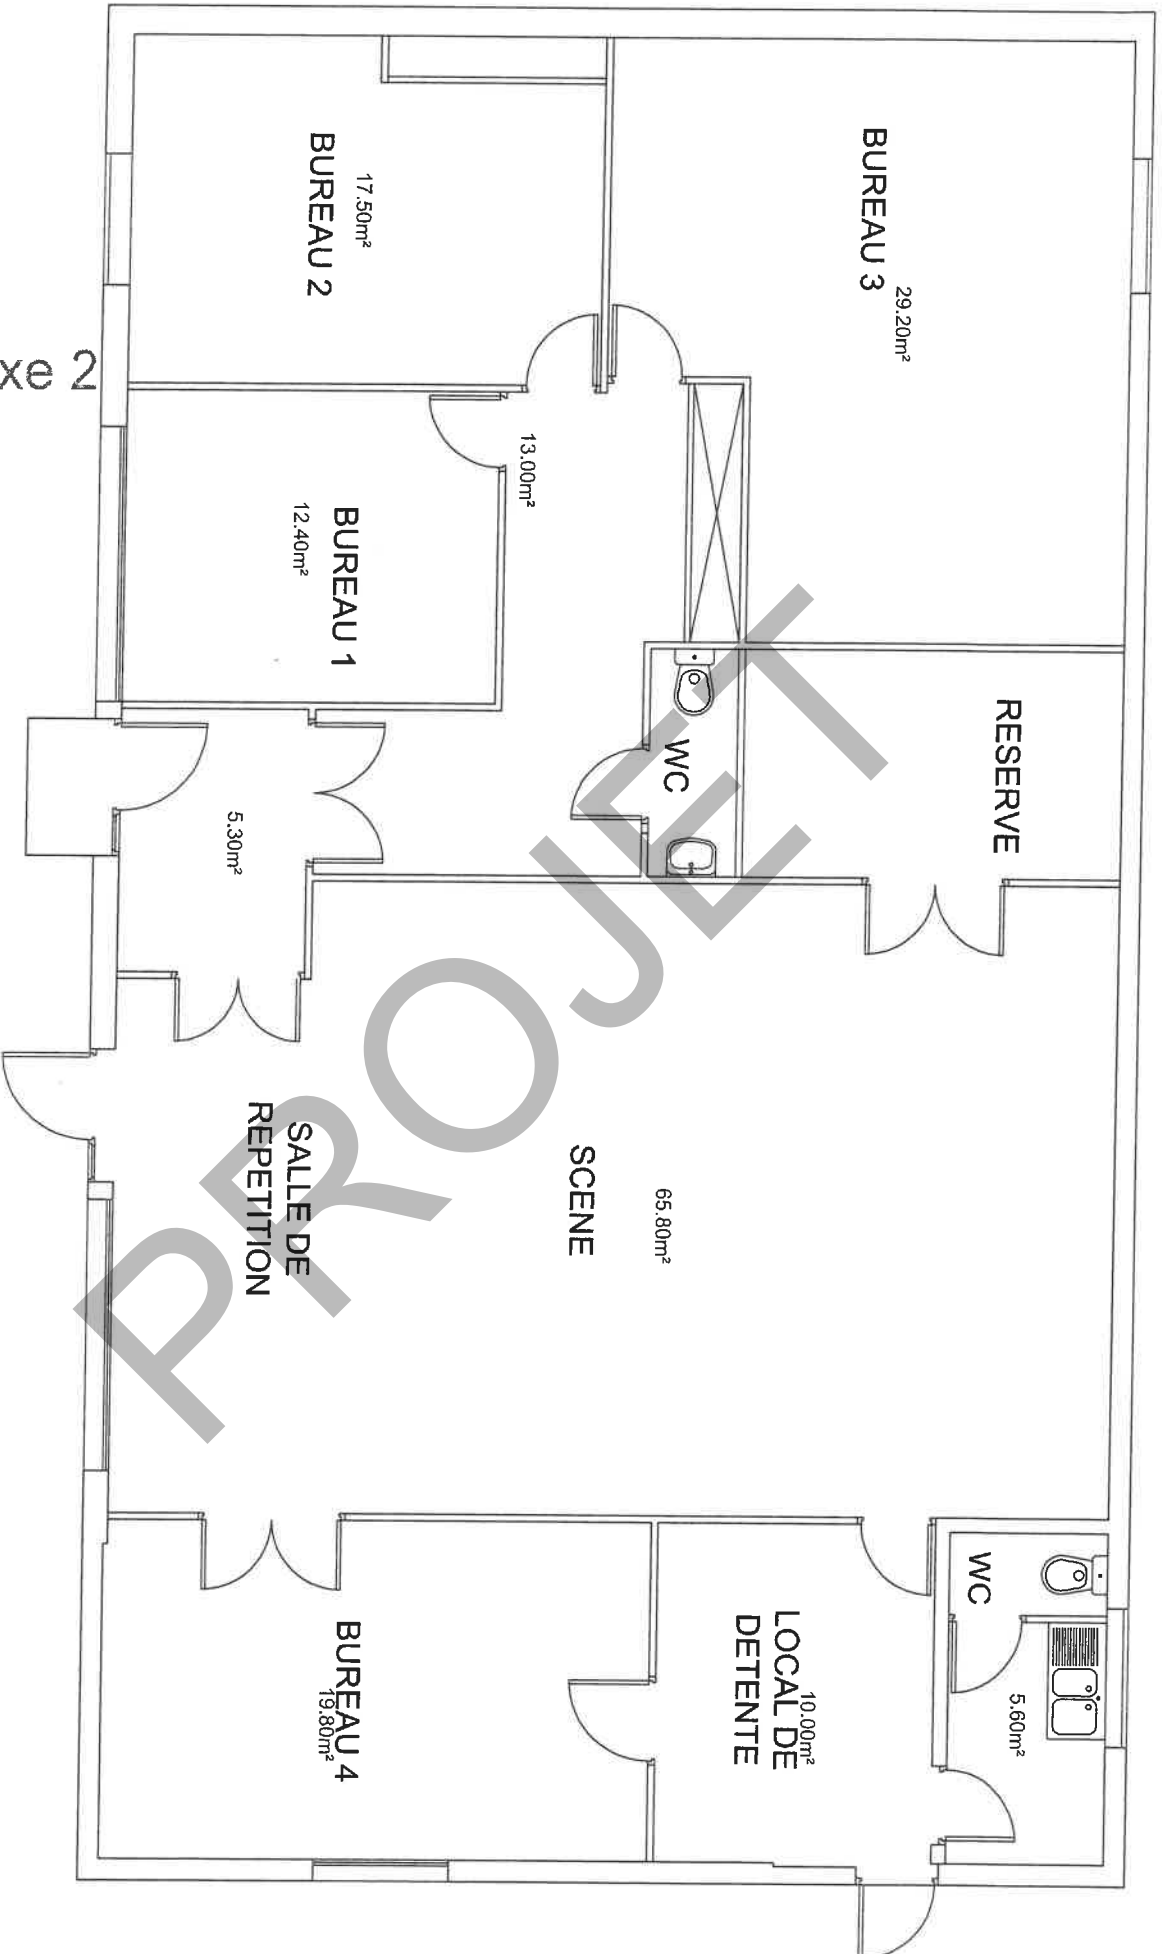 BUREAU 3
29.20m²
BUREAU 2
17.50m²
xe 2
13.00m²
BUREAU 1
12.40m²
RESERVE
WC
5.30m²
PROJET
SCENE
65.80m²
SALLE DE
REPETITION
WC
5.60m²
LOCAL DE
10.00m²
DETENTE
BUREAU 4
19.80m²